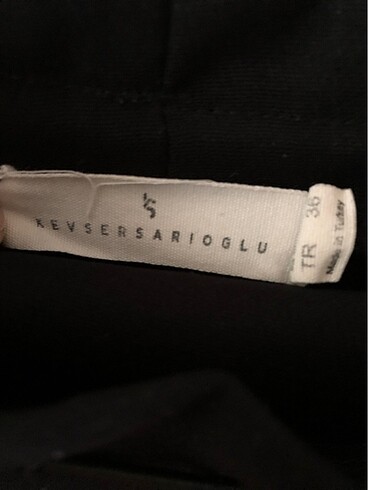 KS
KEVSERSARIOGLU
TR 36
Made in Turkey